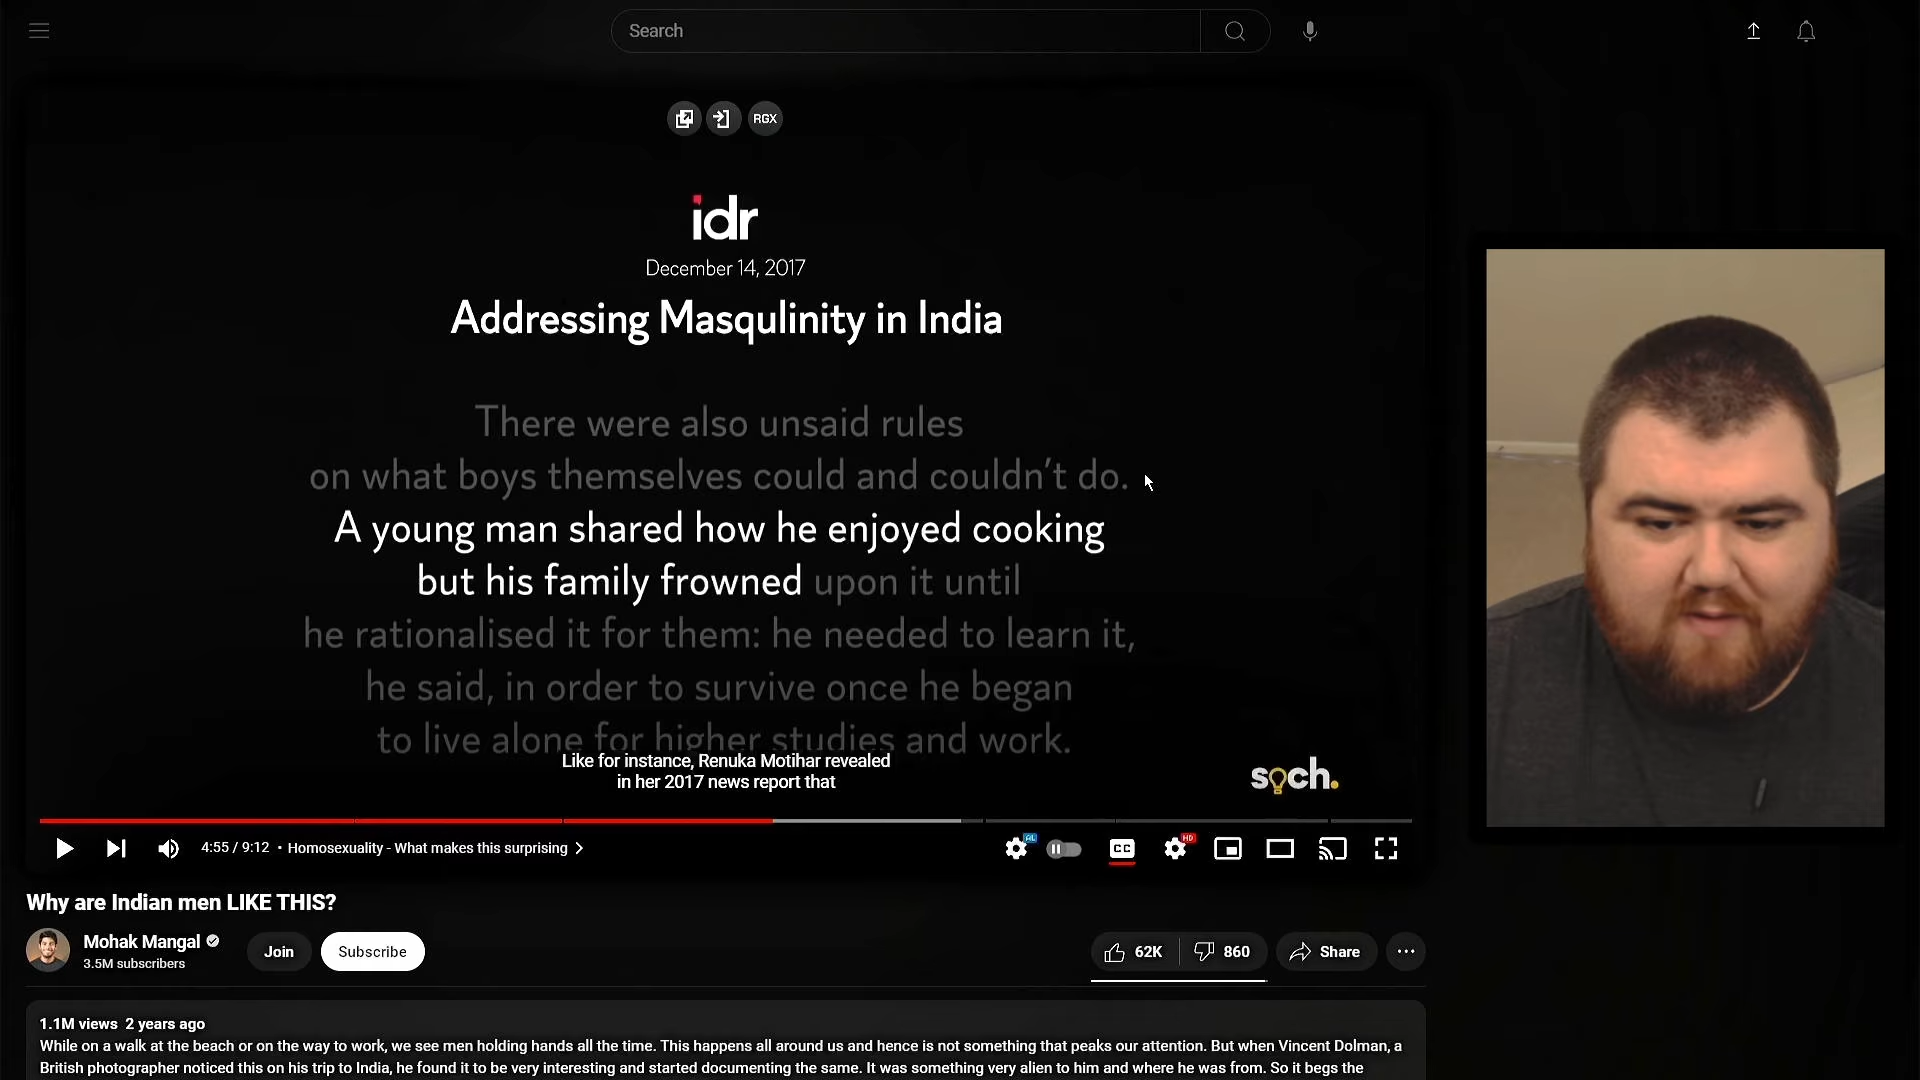 Search
RGX
idr
December 14, 2017
Addressing Masqulinity in India
There were also unsaid rules
on what boys themselves could and couldn't do.
A young man shared how he enjoyed cooking
but his family frowned upon it until
he rationalised it for them: he needed to learn it,
he said, in order to survive once he began
to live alone for higher studies and work.
Like for instance, Renuka Motihar revealed
in her 2017 news report that
soch.
4:55 / 9:12 • Homosexuality - What makes this surprising
AL
CC
HD
Why are Indian men LIKE THIS?
Mohak Mangal
3.5M subscribers
Join
Subscribe
62K
860
Share
1.1M views 2 years ago
While on a walk at the beach or on the way to work, we see men holding hands all the time. This happens all around us and hence is not something that peaks our attention. But when Vincent Dolman, a
British photographer noticed this on his trip to India, he found it to be very interesting and started documenting the same. It was something very alien to him and where he was from. So it begs the